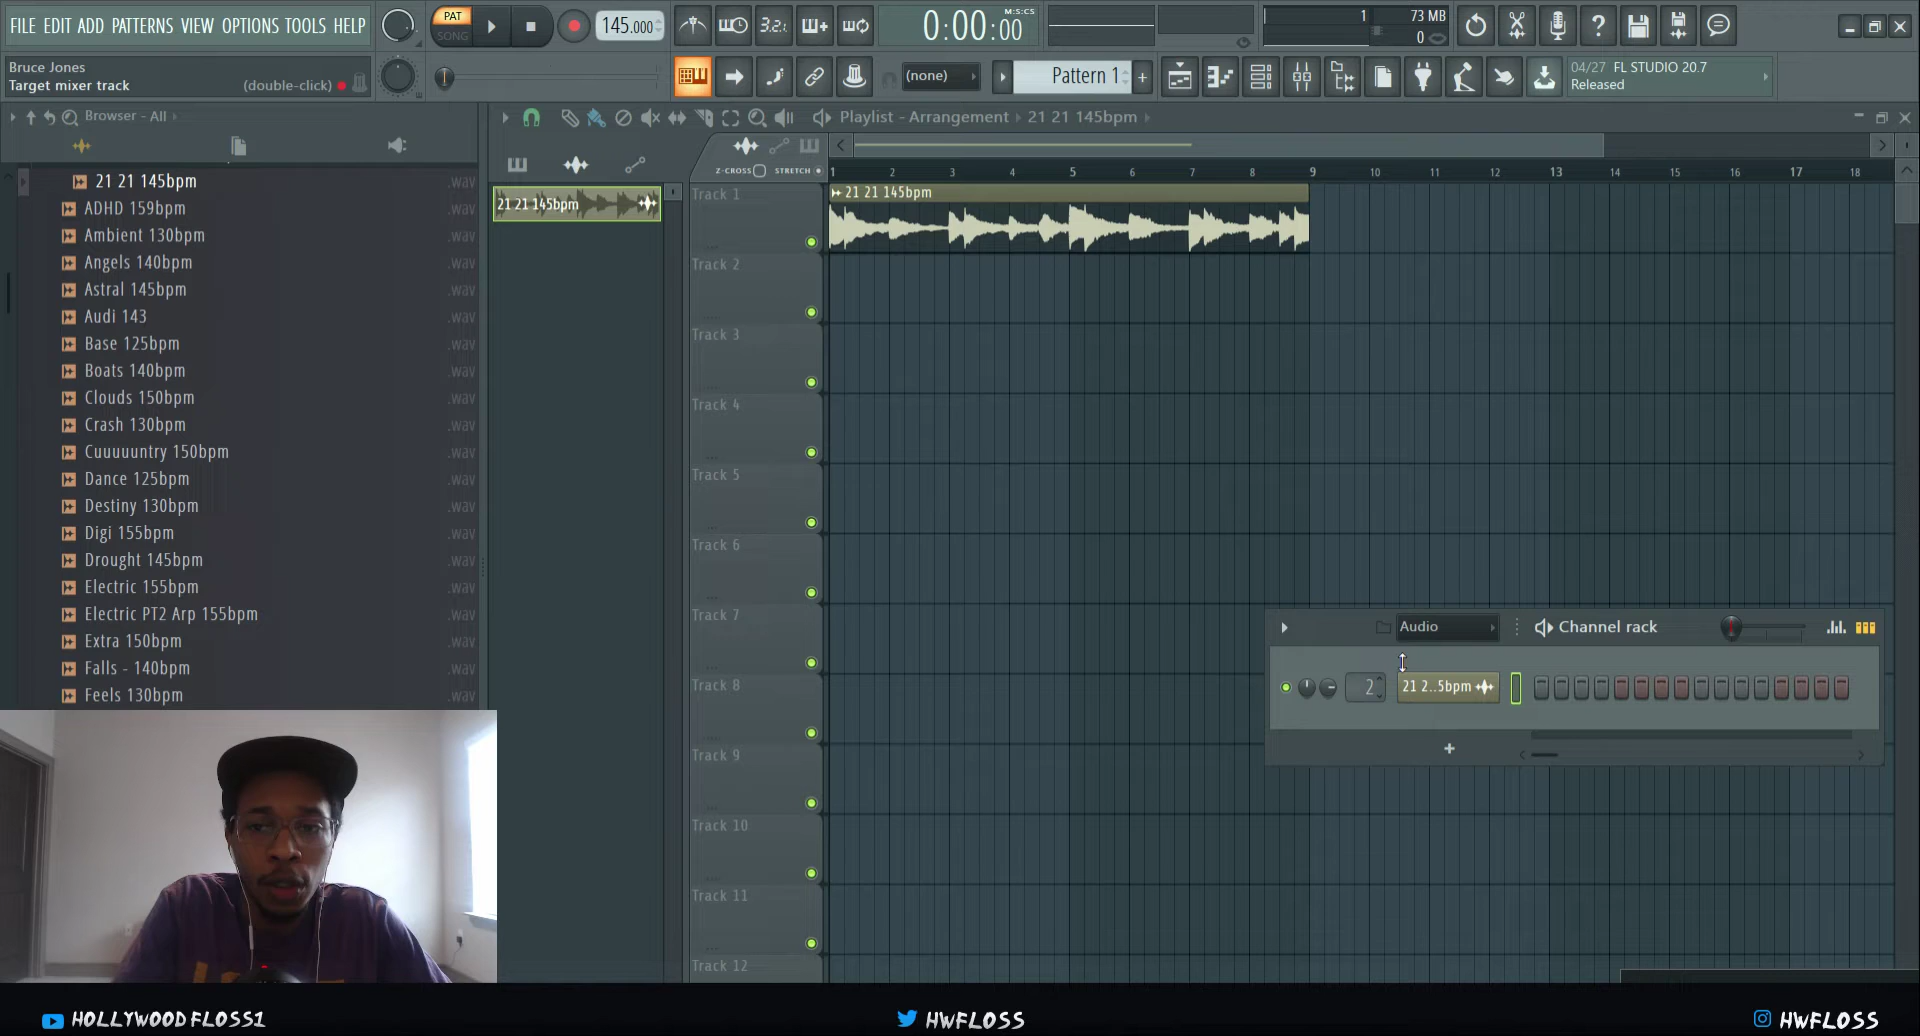 FILE EDIT ADD PATTERNS VIEW OPTIONS TOOLS HELP
PAT
SONG
145.000
3.2.1
0:00:00
M:S:CS
1
73 MB
0
Bruce Jones
Target mixer track (double-click)
(none)
Pattern 1
+
04/27 FL STUDIO 20.7
Released
Browser - All
Playlist - Arrangement
21 21 145bpm
Z-CROSS
STRETCH
1 2 3 4 5 6 7 8 9 10 11 12 13 14 15 16 17 18
21 21 145bpm .wav
ADHD 159bpm .wav
Ambient 130bpm .wav
Angels 140bpm .wav
Astral 145bpm .wav
Audi 143 .wav
Base 125bpm .wav
Boats 140bpm .wav
Clouds 150bpm .wav
Crash 130bpm .wav
Cuuuuuntry 150bpm .wav
Dance 125bpm .wav
Destiny 130bpm .wav
Digi 155bpm .wav
Drought 145bpm .wav
Electric 155bpm .wav
Electric PT2 Arp 155bpm .wav
Extra 150bpm .wav
Falls - 140bpm .wav
Feels 130bpm .wav
21 21 145bpm
Track 1
21 21 145bpm
Track 2
Track 3
Track 4
Track 5
Track 6
Track 7
Track 8
Track 9
Track 10
Track 11
Track 12
Audio
Channel rack
2
21 2..5bpm
+
HOLLYWOODFLOSS1
HWFLOSS
HWFLOSS